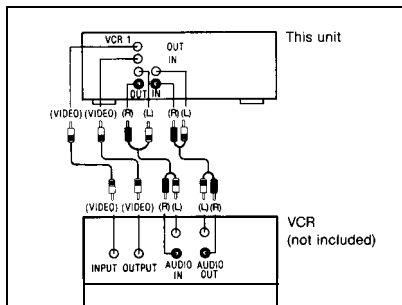 This unit
VCR 1
OUT
IN
OUT IN
(VIDEO) (VIDEO) (R) (L) (R) (L)
(VIDEO) (VIDEO) (R) (L) (L) (R)
VCR
(not included)
INPUT OUTPUT AUDIO IN AUDIO OUT